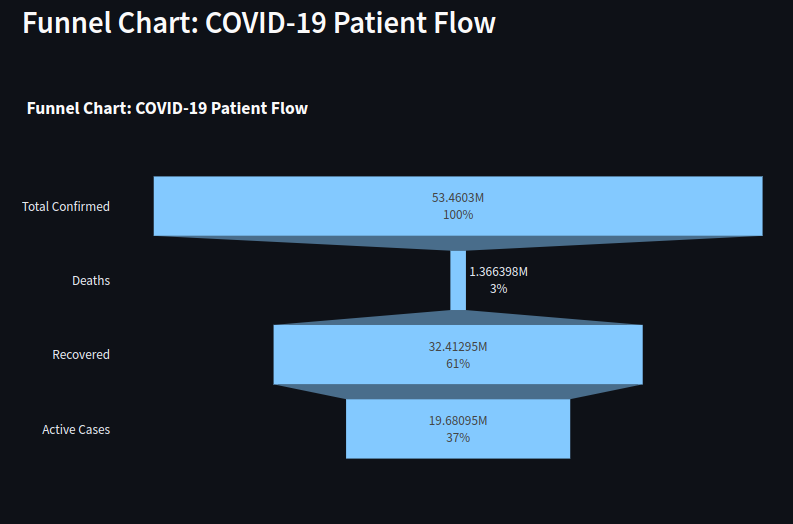 Funnel Chart: COVID-19 Patient Flow
Funnel Chart: COVID-19 Patient Flow
Total Confirmed
53.4603M
100%
Deaths
1.366398M
3%
Recovered
32.41295M
61%
Active Cases
19.68095M
37%